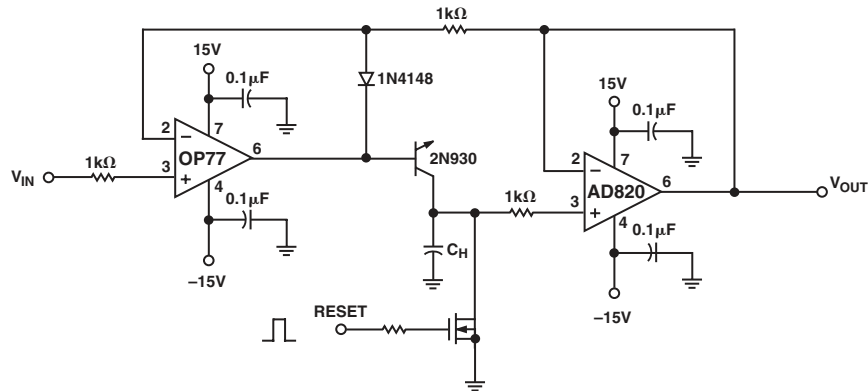 1kΩ
15V
0.1µF
1N4148
15V
0.1µF
2
7
6
OP77
2N930
2
7
6
V_IN
1kΩ
3
4
1kΩ
3
AD820
4
V_OUT
0.1µF
C_H
0.1µF
–15V
RESET
–15V